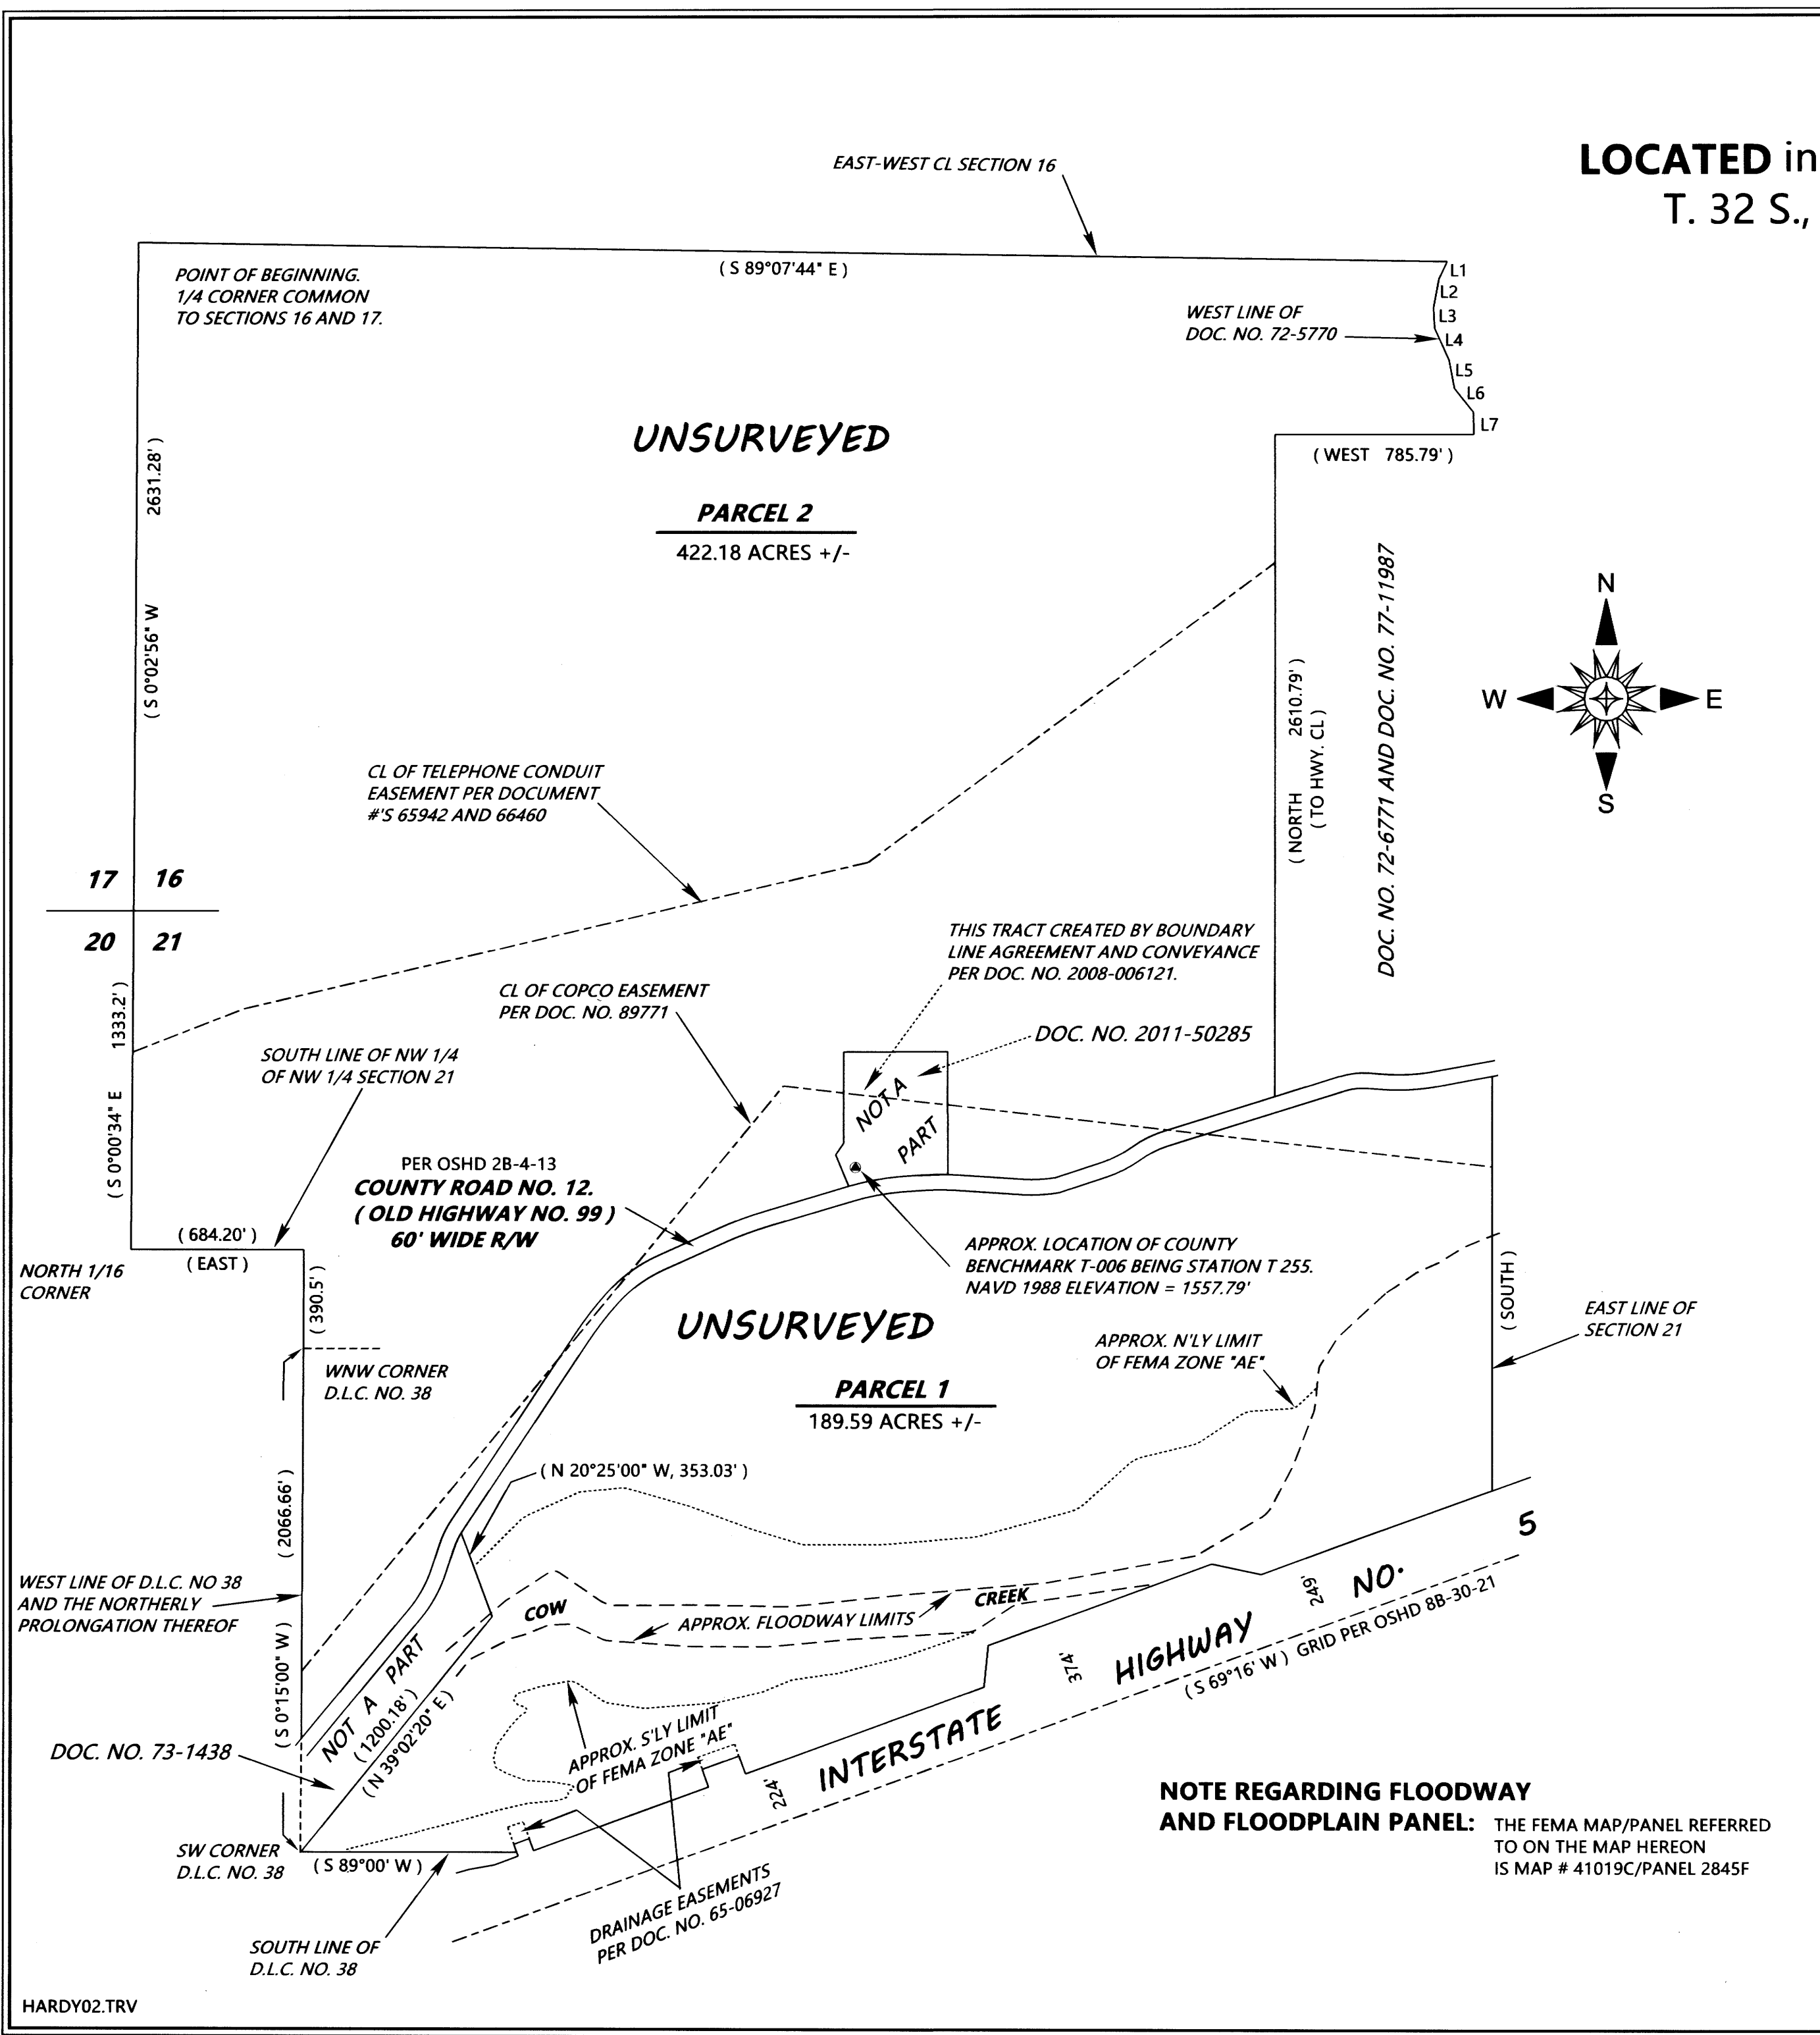 LOCATED in
T. 32 S.,
EAST-WEST CL SECTION 16
( S 89°07'44" E )
POINT OF BEGINNING.
1/4 CORNER COMMON
TO SECTIONS 16 AND 17.
L1
L2
L3
L4
L5
L6
L7
WEST LINE OF
DOC. NO. 72-5770
( WEST 785.79' )
UNSURVEYED
PARCEL 2
422.18 ACRES +/-
( S 0°02'56" W 2631.28' )
DOC. NO. 72-6771 AND DOC. NO. 77-11987
( NORTH 2610.79' )
( TO HWY. CL )
N
W
E
S
CL OF TELEPHONE CONDUIT
EASEMENT PER DOCUMENT
#'S 65942 AND 66460
17 16
20 21
THIS TRACT CREATED BY BOUNDARY
LINE AGREEMENT AND CONVEYANCE
PER DOC. NO. 2008-006121.
CL OF COPCO EASEMENT
PER DOC. NO. 89771
DOC. NO. 2011-50285
( S 0°00'34" E 1333.2' )
SOUTH LINE OF NW 1/4
OF NW 1/4 SECTION 21
NOT A
PART
PER OSHD 2B-4-13
COUNTY ROAD NO. 12.
( OLD HIGHWAY NO. 99 )
60' WIDE R/W
( 684.20' )
( EAST )
NORTH 1/16
CORNER
( 390.5' )
APPROX. LOCATION OF COUNTY
BENCHMARK T-006 BEING STATION T 255.
NAVD 1988 ELEVATION = 1557.79'
( SOUTH )
EAST LINE OF
SECTION 21
UNSURVEYED
APPROX. N'LY LIMIT
OF FEMA ZONE "AE"
WNW CORNER
D.L.C. NO. 38
PARCEL 1
189.59 ACRES +/-
( N 20°25'00" W, 353.03' )
( 2066.66' )
WEST LINE OF D.L.C. NO 38
AND THE NORTHERLY
PROLONGATION THEREOF
( S 0°15'00" W )
COW
CREEK
APPROX. FLOODWAY LIMITS
NOT A PART
( 1200.18' )
( N 39°02'20" E )
DOC. NO. 73-1438
APPROX. S'LY LIMIT
OF FEMA ZONE "AE"
224'
374'
249'
INTERSTATE HIGHWAY NO. 5
( S 69°16' W ) GRID PER OSHD 8B-30-21
SW CORNER
D.L.C. NO. 38
( S 89°00' W )
SOUTH LINE OF
D.L.C. NO. 38
DRAINAGE EASEMENTS
PER DOC. NO. 65-06927
NOTE REGARDING FLOODWAY
AND FLOODPLAIN PANEL: THE FEMA MAP/PANEL REFERRED
TO ON THE MAP HEREON
IS MAP # 41019C/PANEL 2845F
HARDY02.TRV